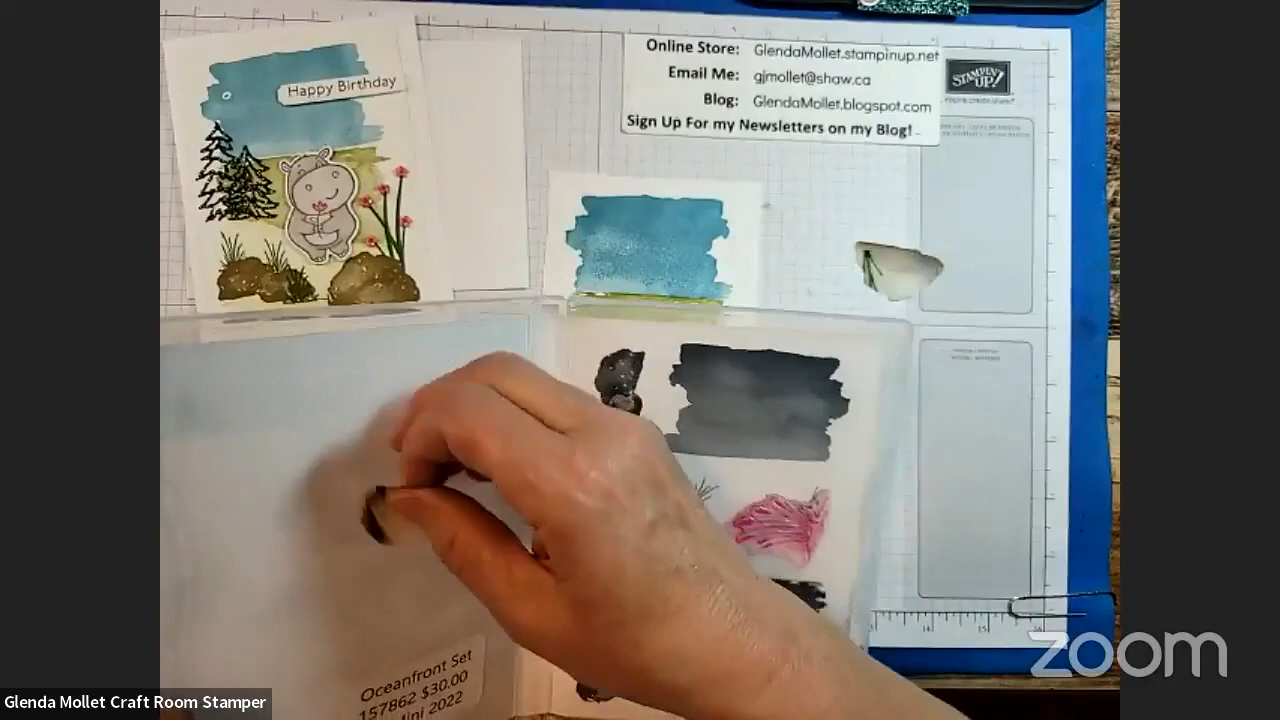 Online Store: GlendaMollet.stampinup.net
Email Me: gjmollet@shaw.ca
Blog: GlendaMollet.blogspot.com
Sign Up For my Newsletters on my Blog!
STAMPIN' UP!
Happy Birthday
Oceanfront Set
157862 $30.00
2022
14 15
zoom
Glenda Mollet Craft Room Stamper